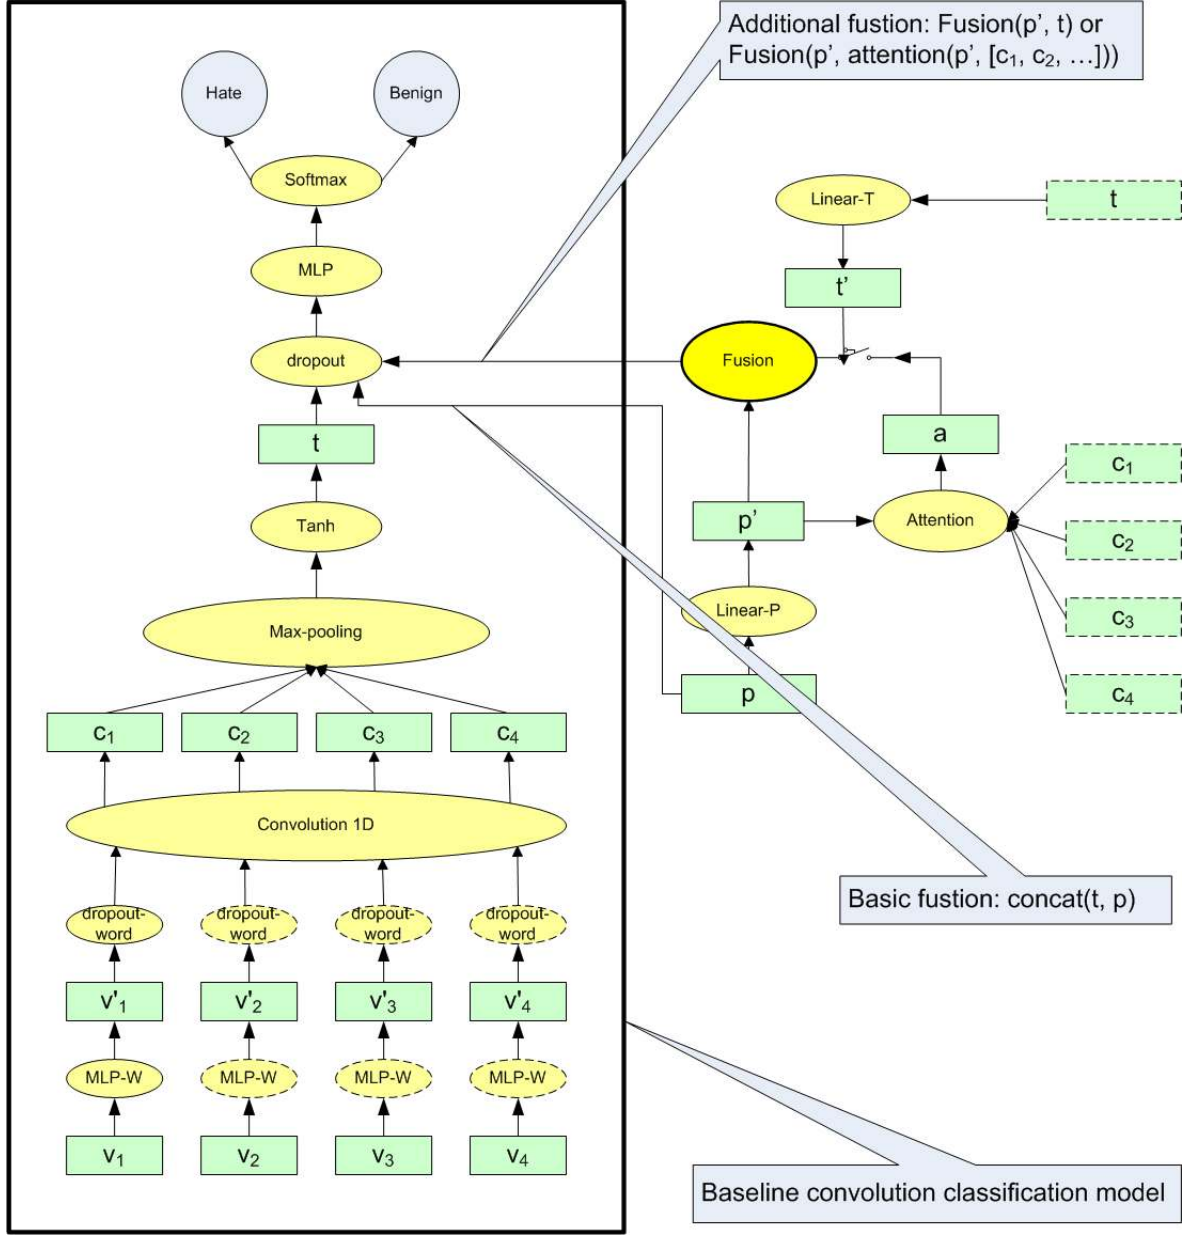 Additional fustion: Fusion(p’, t) or
Fusion(p’, attention(p’, [c₁, c₂, …]))
Hate
Benign
Softmax
Linear-T
t
MLP
t’
dropout
Fusion
t
a
c₁
Tanh
p’
Attention
c₂
Max-pooling
Linear-P
c₃
p
c₄
c₁
c₂
c₃
c₄
Convolution 1D
dropout-
word
dropout-
word
dropout-
word
dropout-
word
Basic fustion: concat(t, p)
v'₁
v'₂
v'₃
v'₄
MLP-W
MLP-W
MLP-W
MLP-W
v₁
v₂
v₃
v₄
Baseline convolution classification model